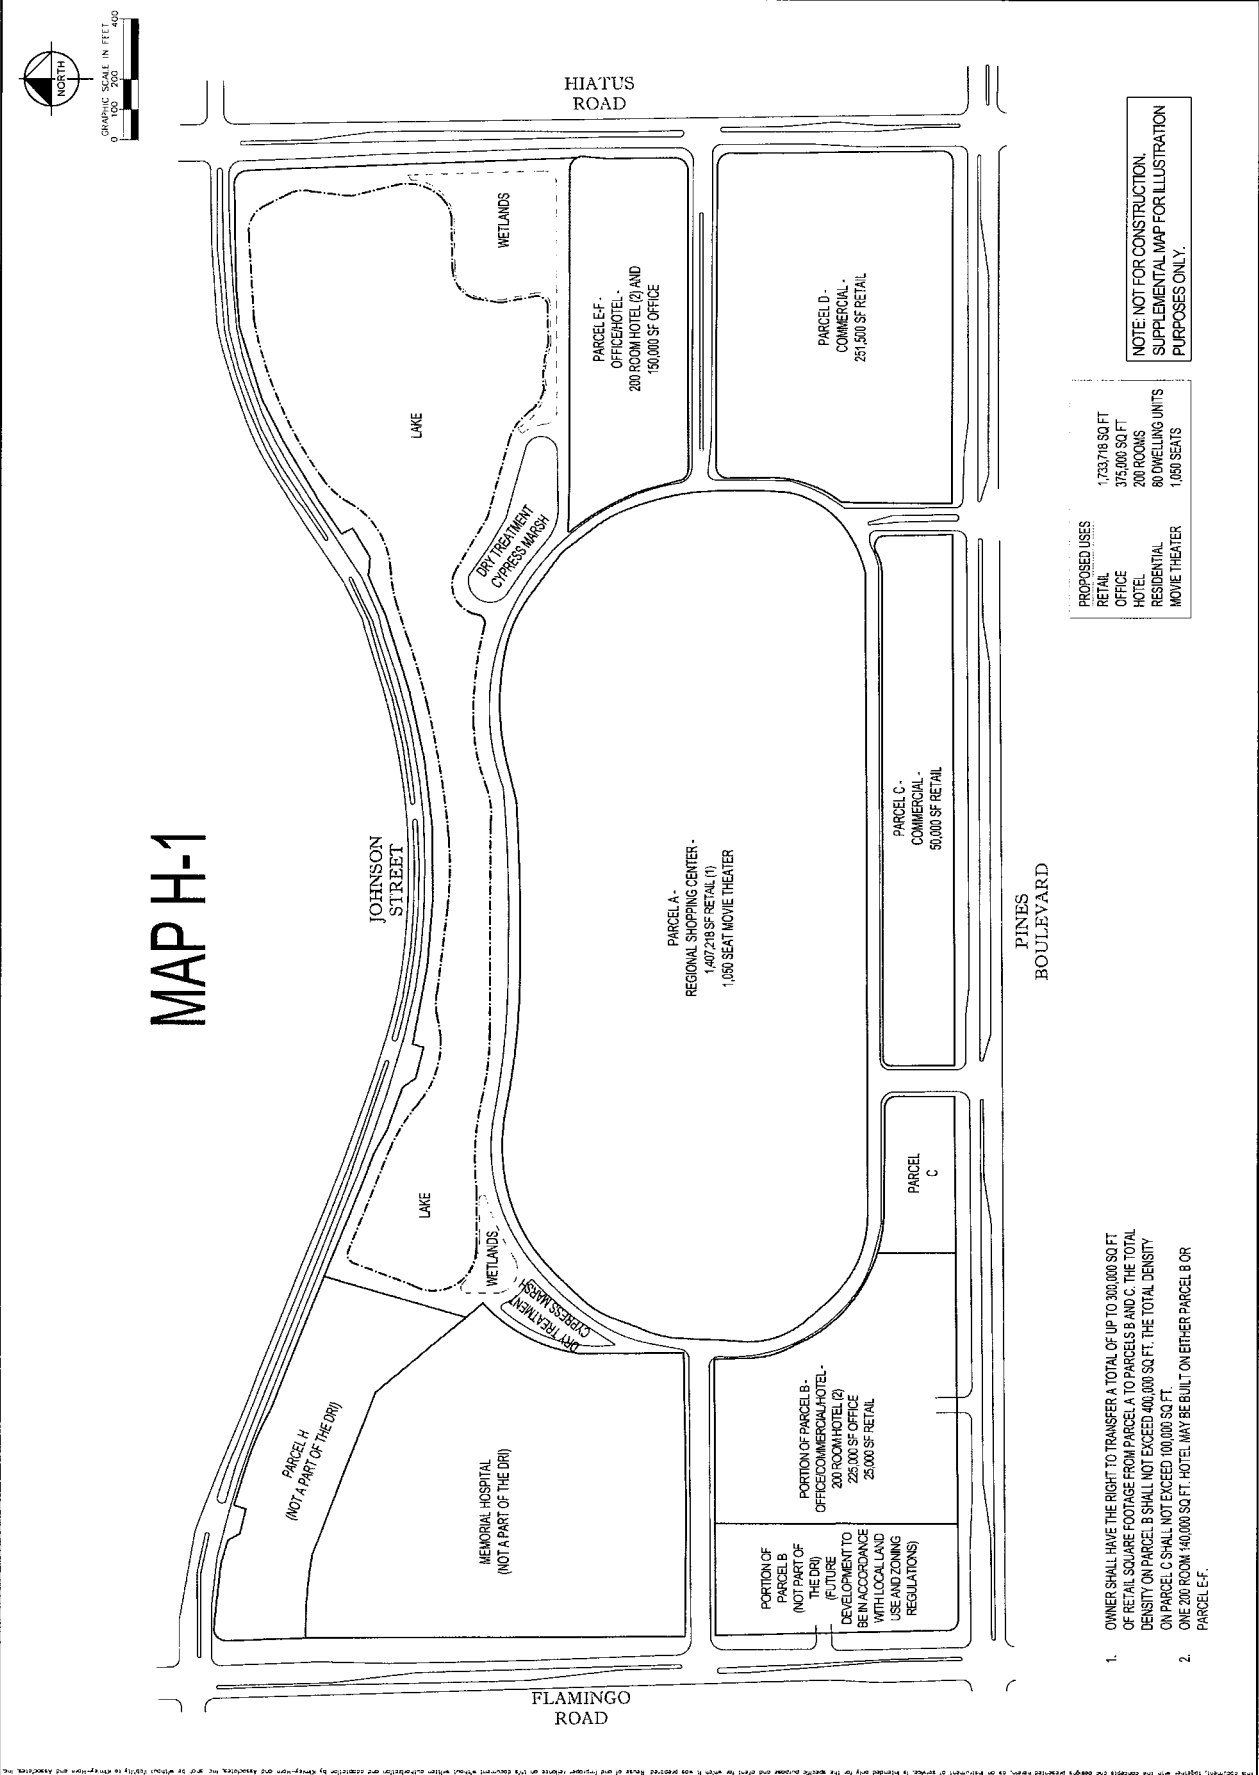 MAP H-1
NORTH
GRAPHIC SCALE IN FEET
0 100 200 400
HIATUS
ROAD
JOHNSON
STREET
FLAMINGO
ROAD
PINES
BOULEVARD
PARCEL H
(NOT A PART OF THE DRI)
MEMORIAL HOSPITAL
(NOT A PART OF THE DRI)
LAKE
WETLANDS
DRY TREATMENT
CYPRESS MARSH
LAKE
WETLANDS
DRY TREATMENT
CYPRESS MARSH
PARCEL E-F -
OFFICE/HOTEL -
200 ROOM HOTEL (2) AND
150,000 SF OFFICE
PARCEL D -
COMMERCIAL -
251,500 SF RETAIL
PARCEL A -
REGIONAL SHOPPING CENTER -
1,407,218 SF RETAIL (1)
1,050 SEAT MOVIE THEATER
PARCEL C -
COMMERCIAL -
50,000 SF RETAIL
PARCEL
C
PORTION OF PARCEL B -
OFFICE/COMMERCIAL/HOTEL -
200 ROOM HOTEL (2)
225,000 SF OFFICE
25,000 SF RETAIL
PORTION OF
PARCEL B
(NOT PART OF
THE DRI)
(FUTURE
DEVELOPMENT TO
BE IN ACCORDANCE
WITH LOCAL LAND
USE AND ZONING
REGULATIONS)
1. OWNER SHALL HAVE THE RIGHT TO TRANSFER A TOTAL OF UP TO 300,000 SQ FT
OF RETAIL SQUARE FOOTAGE FROM PARCEL A TO PARCELS B AND C. THE TOTAL
DENSITY ON PARCEL B SHALL NOT EXCEED 400,000 SQ FT. THE TOTAL DENSITY
ON PARCEL C SHALL NOT EXCEED 100,000 SQ FT.
2. ONE 200 ROOM 140,000 SQ FT. HOTEL MAY BE BUILT ON EITHER PARCEL B OR
PARCEL E-F.
PROPOSED USES
RETAIL 1,733,718 SQ FT
OFFICE 375,000 SQ FT
HOTEL 200 ROOMS
RESIDENTIAL 80 DWELLING UNITS
MOVIE THEATER 1,050 SEATS
NOTE: NOT FOR CONSTRUCTION.
SUPPLEMENTAL MAP FOR ILLUSTRATION
PURPOSES ONLY.